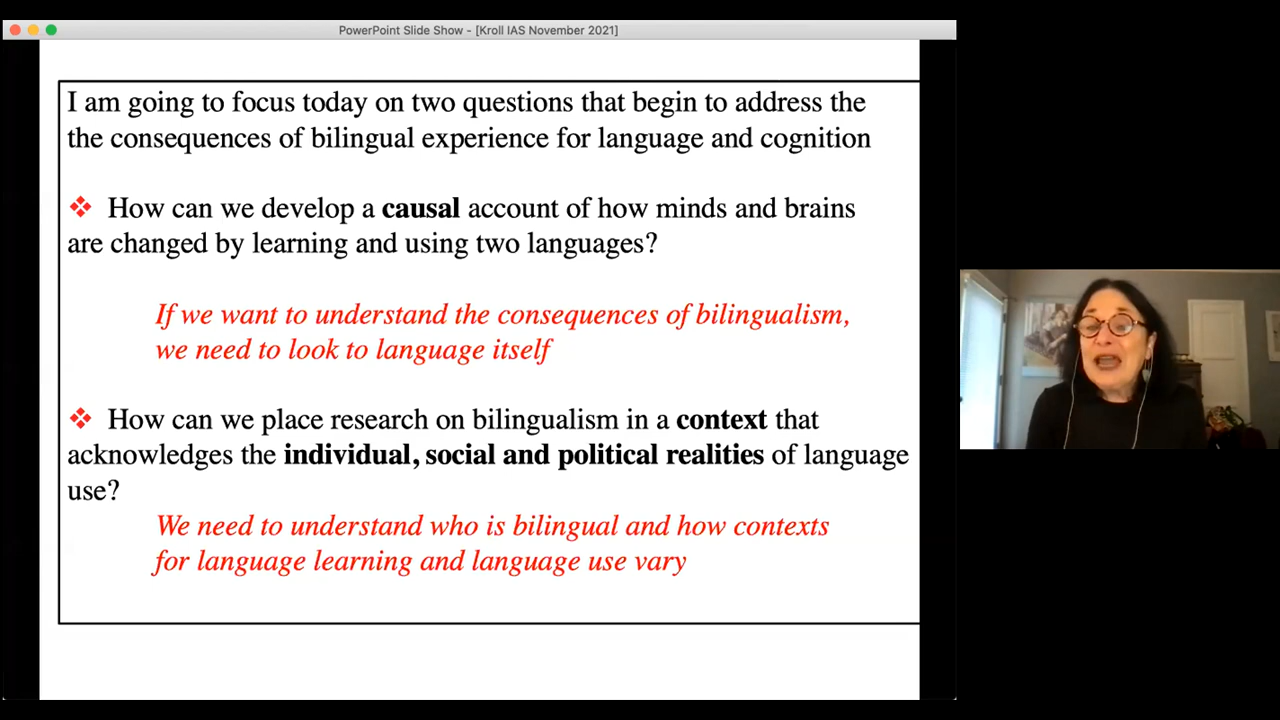 PowerPoint Slide Show - [Kroll IAS November 2021]
I am going to focus today on two questions that begin to address the
the consequences of bilingual experience for language and cognition
❖ How can we develop a causal account of how minds and brains
are changed by learning and using two languages?
If we want to understand the consequences of bilingualism,
we need to look to language itself
❖ How can we place research on bilingualism in a context that
acknowledges the individual, social and political realities of language
use?
We need to understand who is bilingual and how contexts
for language learning and language use vary